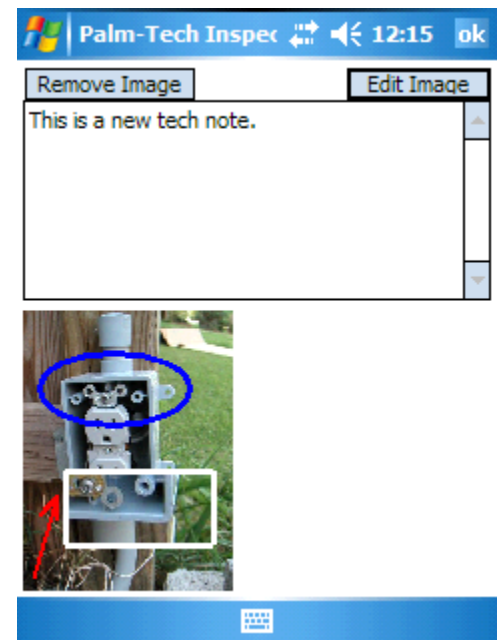 Palm-Tech Inspec 12:15 ok
Remove Image Edit Image
This is a new tech note.